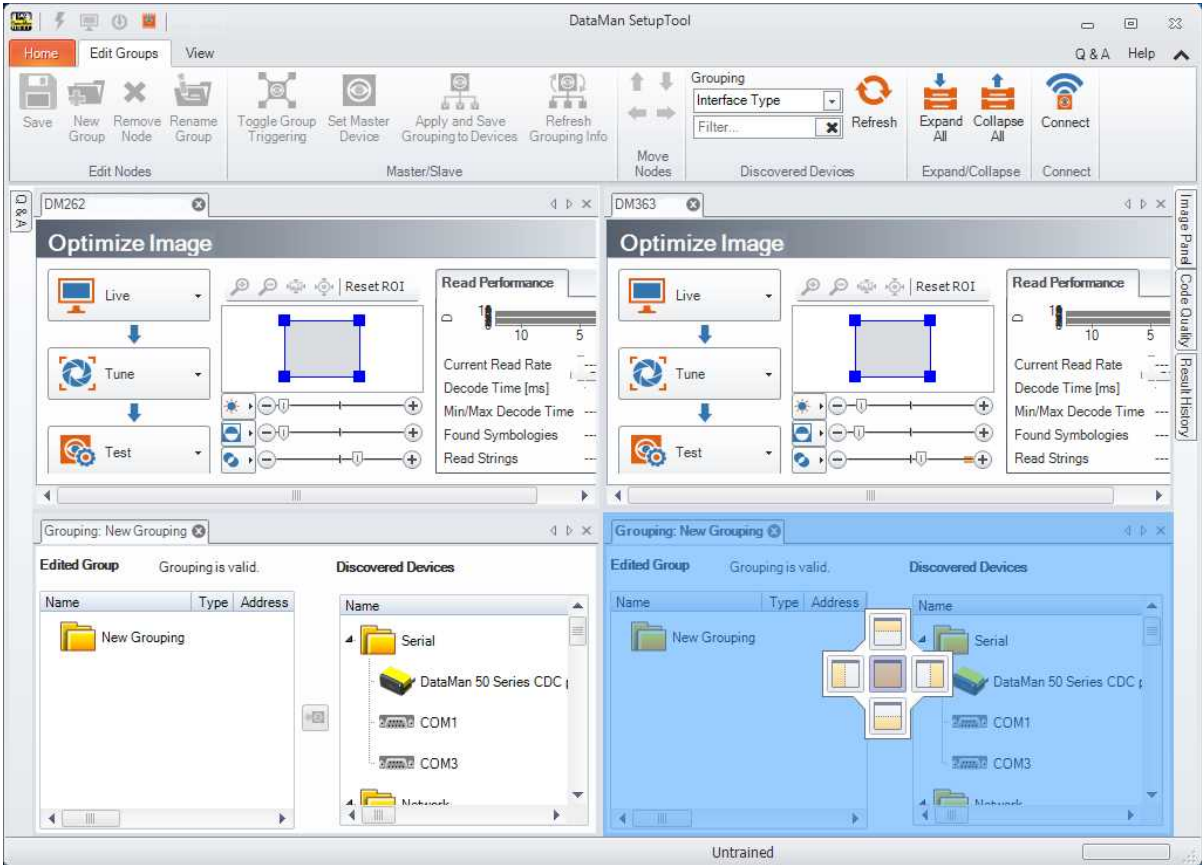 DataMan SetupTool
Home Edit Groups View Q & A Help
Grouping
Interface Type
Filter...
Save New Group Remove Node Rename Group Toggle Group Triggering Set Master Device Apply and Save Grouping to Devices Refresh Grouping Info Refresh Expand All Collapse All Connect
Edit Nodes Master/Slave Move Nodes Discovered Devices Expand/Collapse Connect
Q & A
DM262
Optimize Image
Live
Tune
Test
Reset ROI
Read Performance
10
10 5
Current Read Rate
Decode Time [ms]
Min/Max Decode Time ---
Found Symbologies ---
Read Strings ---
DM363
Optimize Image
Live
Tune
Test
Reset ROI
Read Performance
10
10 5
Current Read Rate
Decode Time [ms]
Min/Max Decode Time ---
Found Symbologies ---
Read Strings ---
Image Panel
Code Quality
Result History
Grouping: New Grouping
Edited Group Grouping is valid. Discovered Devices
Name Type Address
New Grouping
Name
Serial
DataMan 50 Series CDC
COM1
COM3
Network
Grouping: New Grouping
Edited Group Grouping is valid. Discovered Devices
Name Type Address
New Grouping
Name
Serial
DataMan 50 Series CDC
COM1
COM3
Network
Untrained